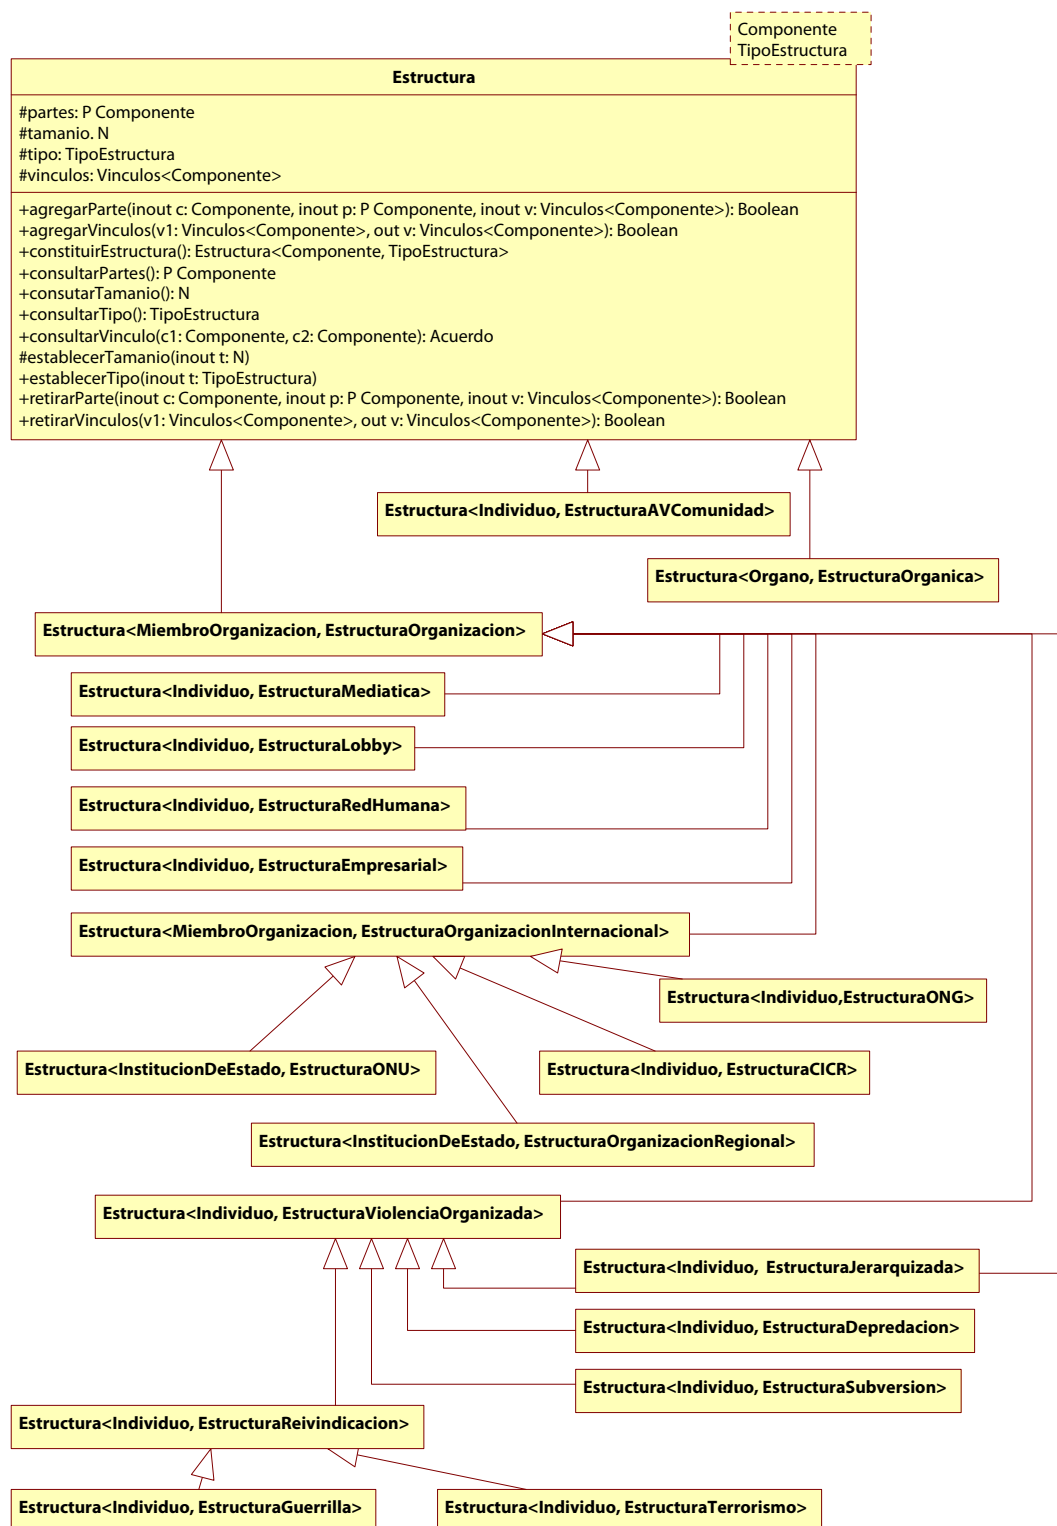 Componente
TipoEstructura
Estructura
#partes: P Componente
#tamanio. N
#tipo: TipoEstructura
#vinculos: Vinculos<Componente>
+agregarParte(inout c: Componente, inout p: P Componente, inout v: Vinculos<Componente>): Boolean
+agregarVinculos(v1: Vinculos<Componente>, out v: Vinculos<Componente>): Boolean
+constituirEstructura(): Estructura<Componente, TipoEstructura>
+consultarPartes(): P Componente
+consutarTamanio(): N
+consultarTipo(): TipoEstructura
+consultarVinculo(c1: Componente, c2: Componente): Acuerdo
#establecerTamanio(inout t: N)
+establecerTipo(inout t: TipoEstructura)
+retirarParte(inout c: Componente, inout p: P Componente, inout v: Vinculos<Componente>): Boolean
+retirarVinculos(v1: Vinculos<Componente>, out v: Vinculos<Componente>): Boolean
Estructura<Individuo, EstructuraAVComunidad>
Estructura<Organo, EstructuraOrganica>
Estructura<MiembroOrganizacion, EstructuraOrganizacion>
Estructura<Individuo, EstructuraMediatica>
Estructura<Individuo, EstructuraLobby>
Estructura<Individuo, EstructuraRedHumana>
Estructura<Individuo, EstructuraEmpresarial>
Estructura<MiembroOrganizacion, EstructuraOrganizacionInternacional>
Estructura<Individuo,EstructuraONG>
Estructura<InstitucionDeEstado, EstructuraONU>
Estructura<Individuo, EstructuraCICR>
Estructura<InstitucionDeEstado, EstructuraOrganizacionRegional>
Estructura<Individuo, EstructuraViolenciaOrganizada>
Estructura<Individuo,  EstructuraJerarquizada>
Estructura<Individuo, EstructuraDepredacion>
Estructura<Individuo, EstructuraSubversion>
Estructura<Individuo, EstructuraReivindicacion>
Estructura<Individuo, EstructuraGuerrilla>
Estructura<Individuo, EstructuraTerrorismo>